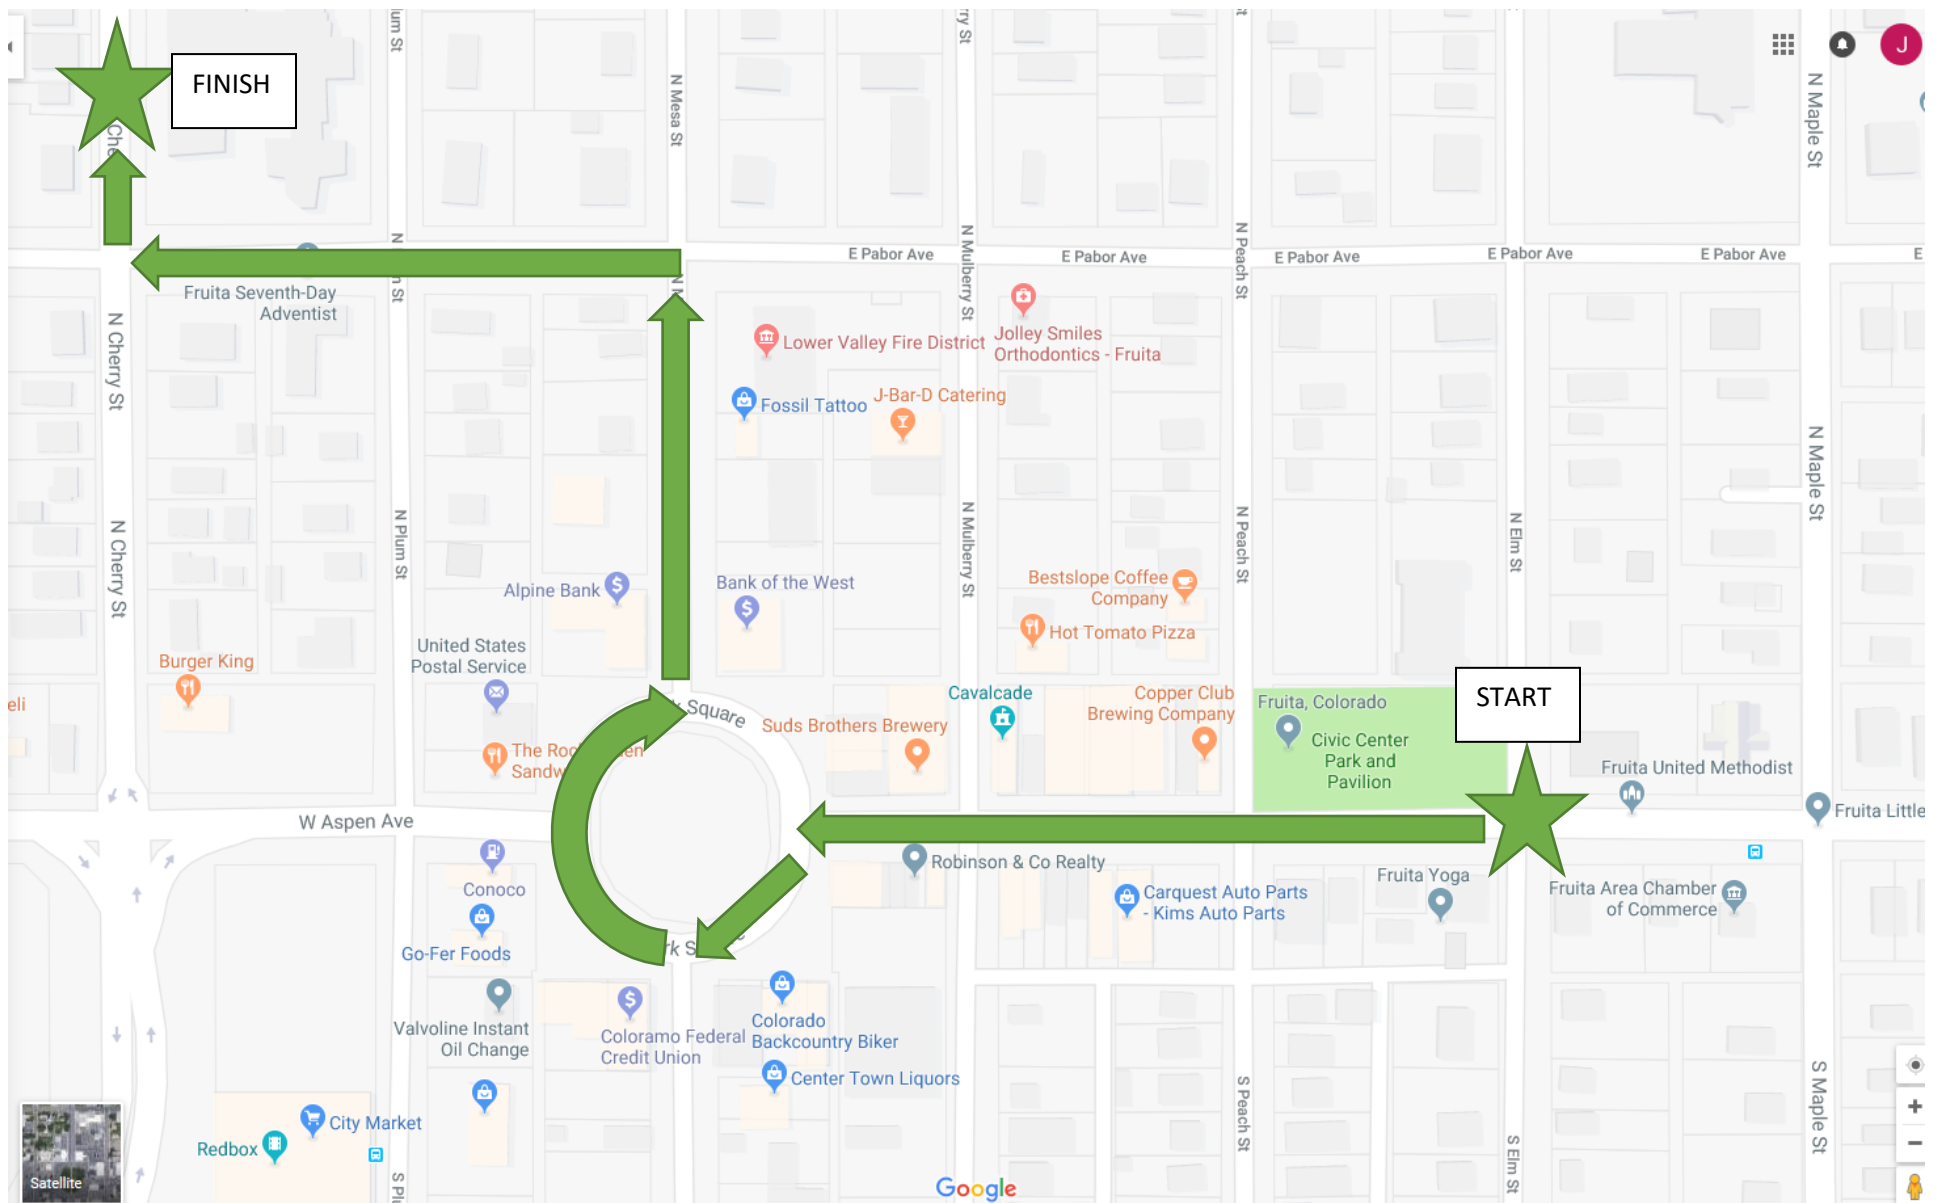 FINISH
N Mesa St
N Maple St
J
E Pabor Ave
E Pabor Ave
E Pabor Ave
E Pabor Ave
E Pabor Ave
N Mulberry St
N Peach St
Fruita Seventh-Day
Adventist
N Cherry St
Lower Valley Fire District
Jolley Smiles
Orthodontics - Fruita
Fossil Tattoo
J-Bar-D Catering
N Maple St
N Cherry St
N Plum St
N Mulberry St
N Peach St
N Elm St
Alpine Bank
Bank of the West
Bestslope Coffee
Company
Hot Tomato Pizza
United States
Postal Service
Burger King
START
Cavalcade
Copper Club
Brewing Company
Fruita, Colorado
Civic Center
Park and
Pavilion
Square
Suds Brothers Brewery
Fruita United Methodist
Fruita Little
W Aspen Ave
Robinson & Co Realty
Fruita Yoga
Carquest Auto Parts
- Kims Auto Parts
Fruita Area Chamber
of Commerce
Conoco
Go-Fer Foods
Valvoline Instant
Oil Change
Coloramo Federal
Credit Union
Colorado
Backcountry Biker
Center Town Liquors
City Market
Redbox
S Peach St
S Elm St
S Maple St
Satellite
Google